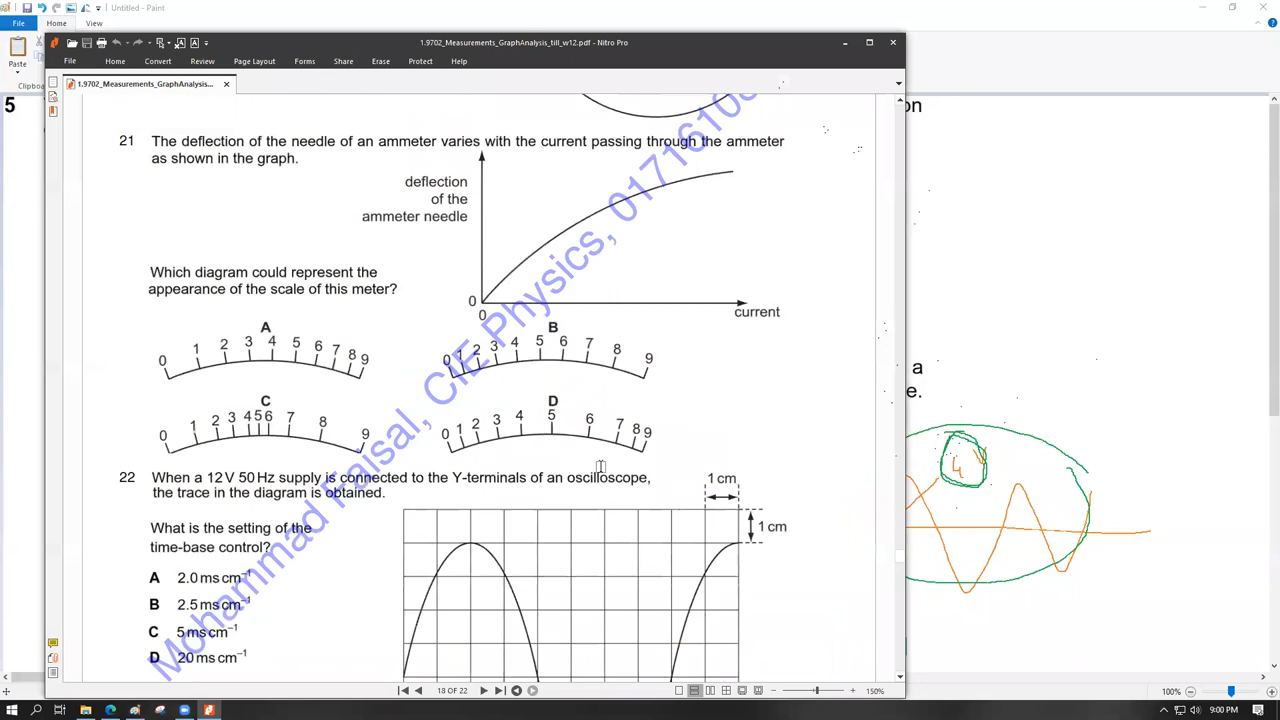 Untitled - Paint
File
Home
View
Paste
Clipboard
1.9702_Measurements_GraphAnalysis_till_w12.pdf - Nitro Pro
File
Home
Convert
Review
Page Layout
Forms
Share
Erase
Protect
Help
1.9702_Measurements_GraphAnalysis...
5
on
21 The deflection of the needle of an ammeter varies with the current passing through the ammeter
as shown in the graph.
deflection
of the
ammeter needle
0
0
current
Which diagram could represent the
appearance of the scale of this meter?
A
0 1 2 3 4 5 6 7 8 9
B
0 1 2 3 4 5 6 7 8 9
C
0 1 2 3 4 5 6 7 8 9
D
0 1 2 3 4 5 6 7 8 9
a
e.
4
22 When a 12 V 50 Hz supply is connected to the Y-terminals of an oscilloscope,
the trace in the diagram is obtained.
1 cm
1 cm
What is the setting of the
time-base control?
A 2.0 ms cm⁻¹
B 2.5 ms cm⁻¹
C 5 ms cm⁻¹
D 20 ms cm⁻¹
Mohammad Faisal, CIE Physics, 01716108
18 OF 22
150%
100%
9:00 PM